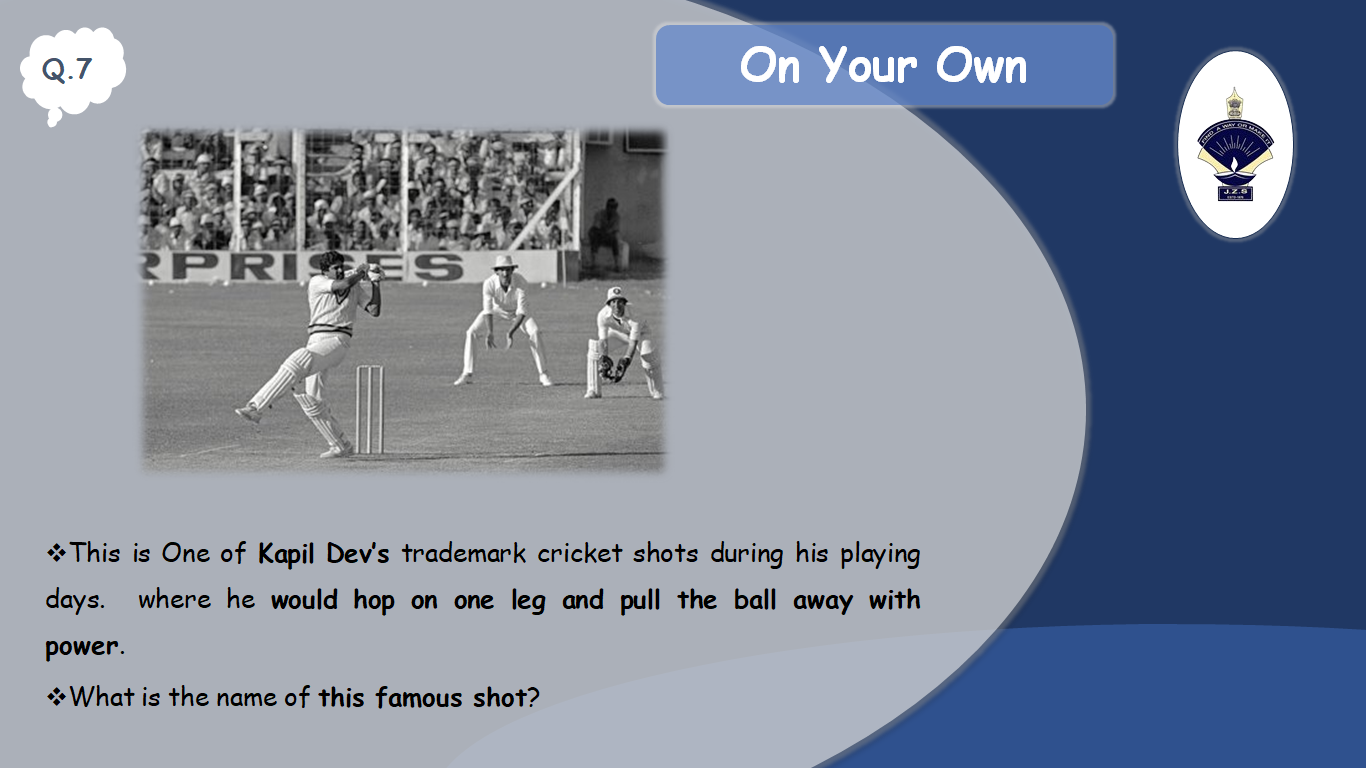 Q.7
On Your Own
FIND A WAY OR MAKE IT
J.Z.S
RPRISES
❖This is One of Kapil Dev's trademark cricket shots during his playing
days. where he would hop on one leg and pull the ball away with
power.
❖What is the name of this famous shot?